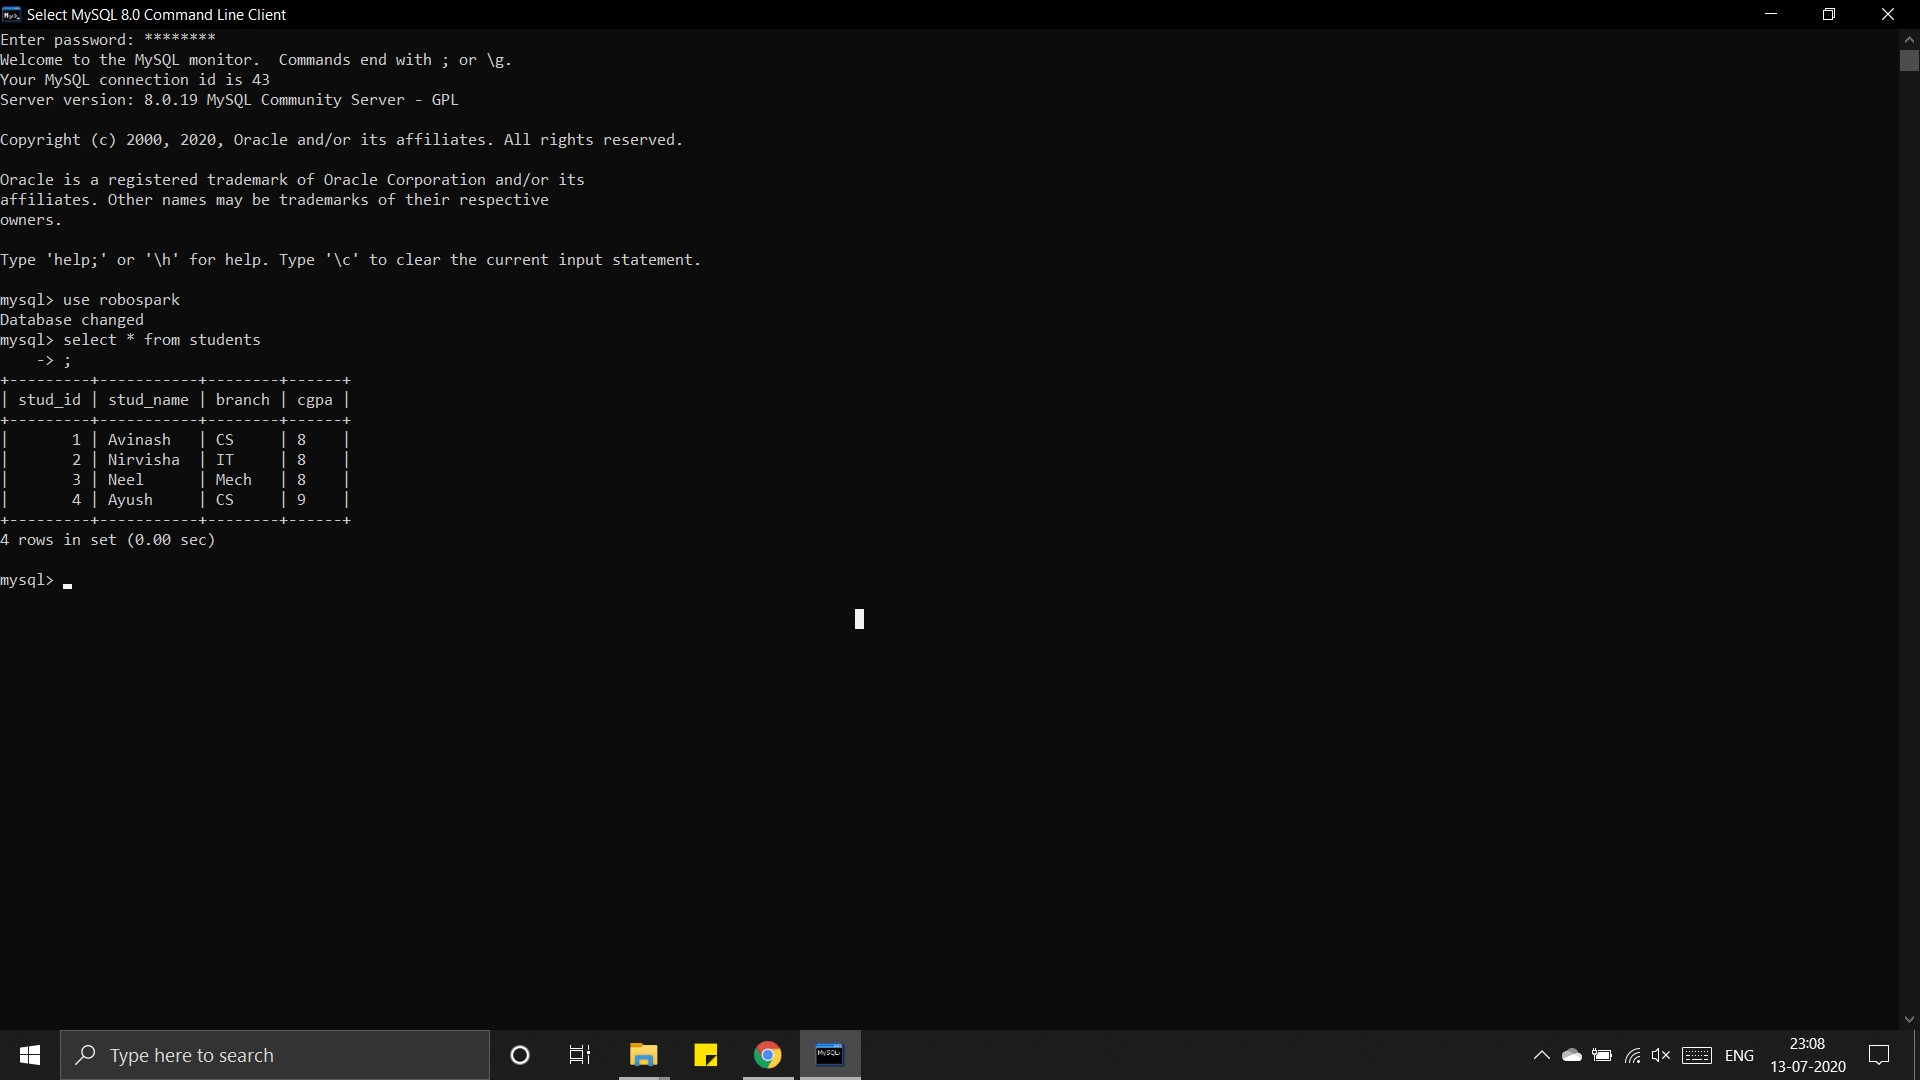 Select MySQL 8.0 Command Line Client
Enter password: ********
Welcome to the MySQL monitor.  Commands end with ; or \g.
Your MySQL connection id is 43
Server version: 8.0.19 MySQL Community Server - GPL
Copyright (c) 2000, 2020, Oracle and/or its affiliates. All rights reserved.
Oracle is a registered trademark of Oracle Corporation and/or its
affiliates. Other names may be trademarks of their respective
owners.
Type 'help;' or '\h' for help. Type '\c' to clear the current input statement.
mysql> use robospark
Database changed
mysql> select * from students
    -> ;
+---------+-----------+--------+------+
| stud_id | stud_name | branch | cgpa |
+---------+-----------+--------+------+
|       1 | Avinash   | CS     | 8    |
|       2 | Nirvisha  | IT     | 8    |
|       3 | Neel      | Mech   | 8    |
|       4 | Ayush     | CS     | 9    |
+---------+-----------+--------+------+
4 rows in set (0.00 sec)
mysql>
Type here to search
MySQL
ENG
23:08
13-07-2020